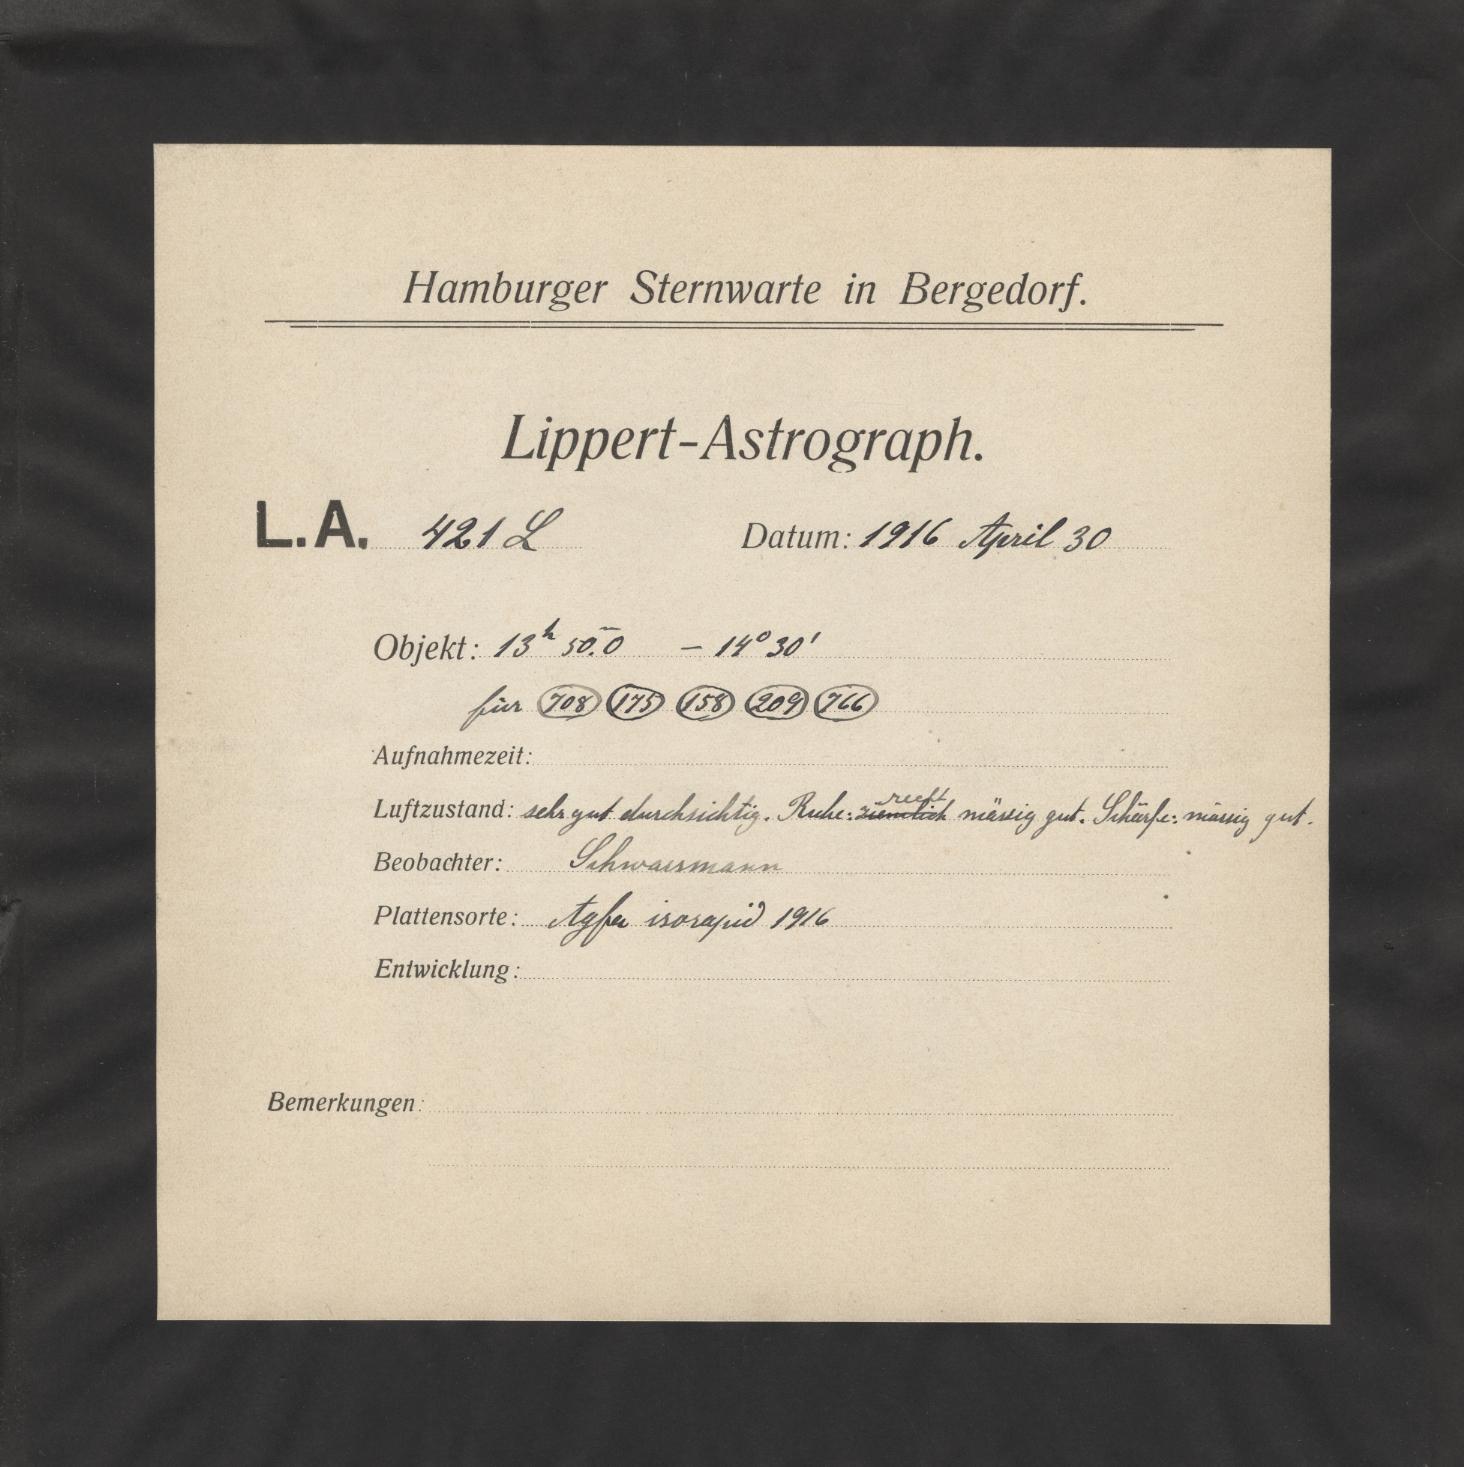 Hamburger Sternwarte in Bergedorf.
Lippert-Astrograph.
L.A. 421 L Datum: 1916 April 30
Objekt: 13ʰ 50.0 − 14° 30'
für 708 175 158 209 766
Aufnahmezeit:
recht
Luftzustand: sehr gut durchsichtig. Ruhe: ziemlich mässig gut. Schärfe: mässig gut.
Beobachter: Schwassmann
Plattensorte: Agfa isorapid 1916
Entwicklung:
Bemerkungen: